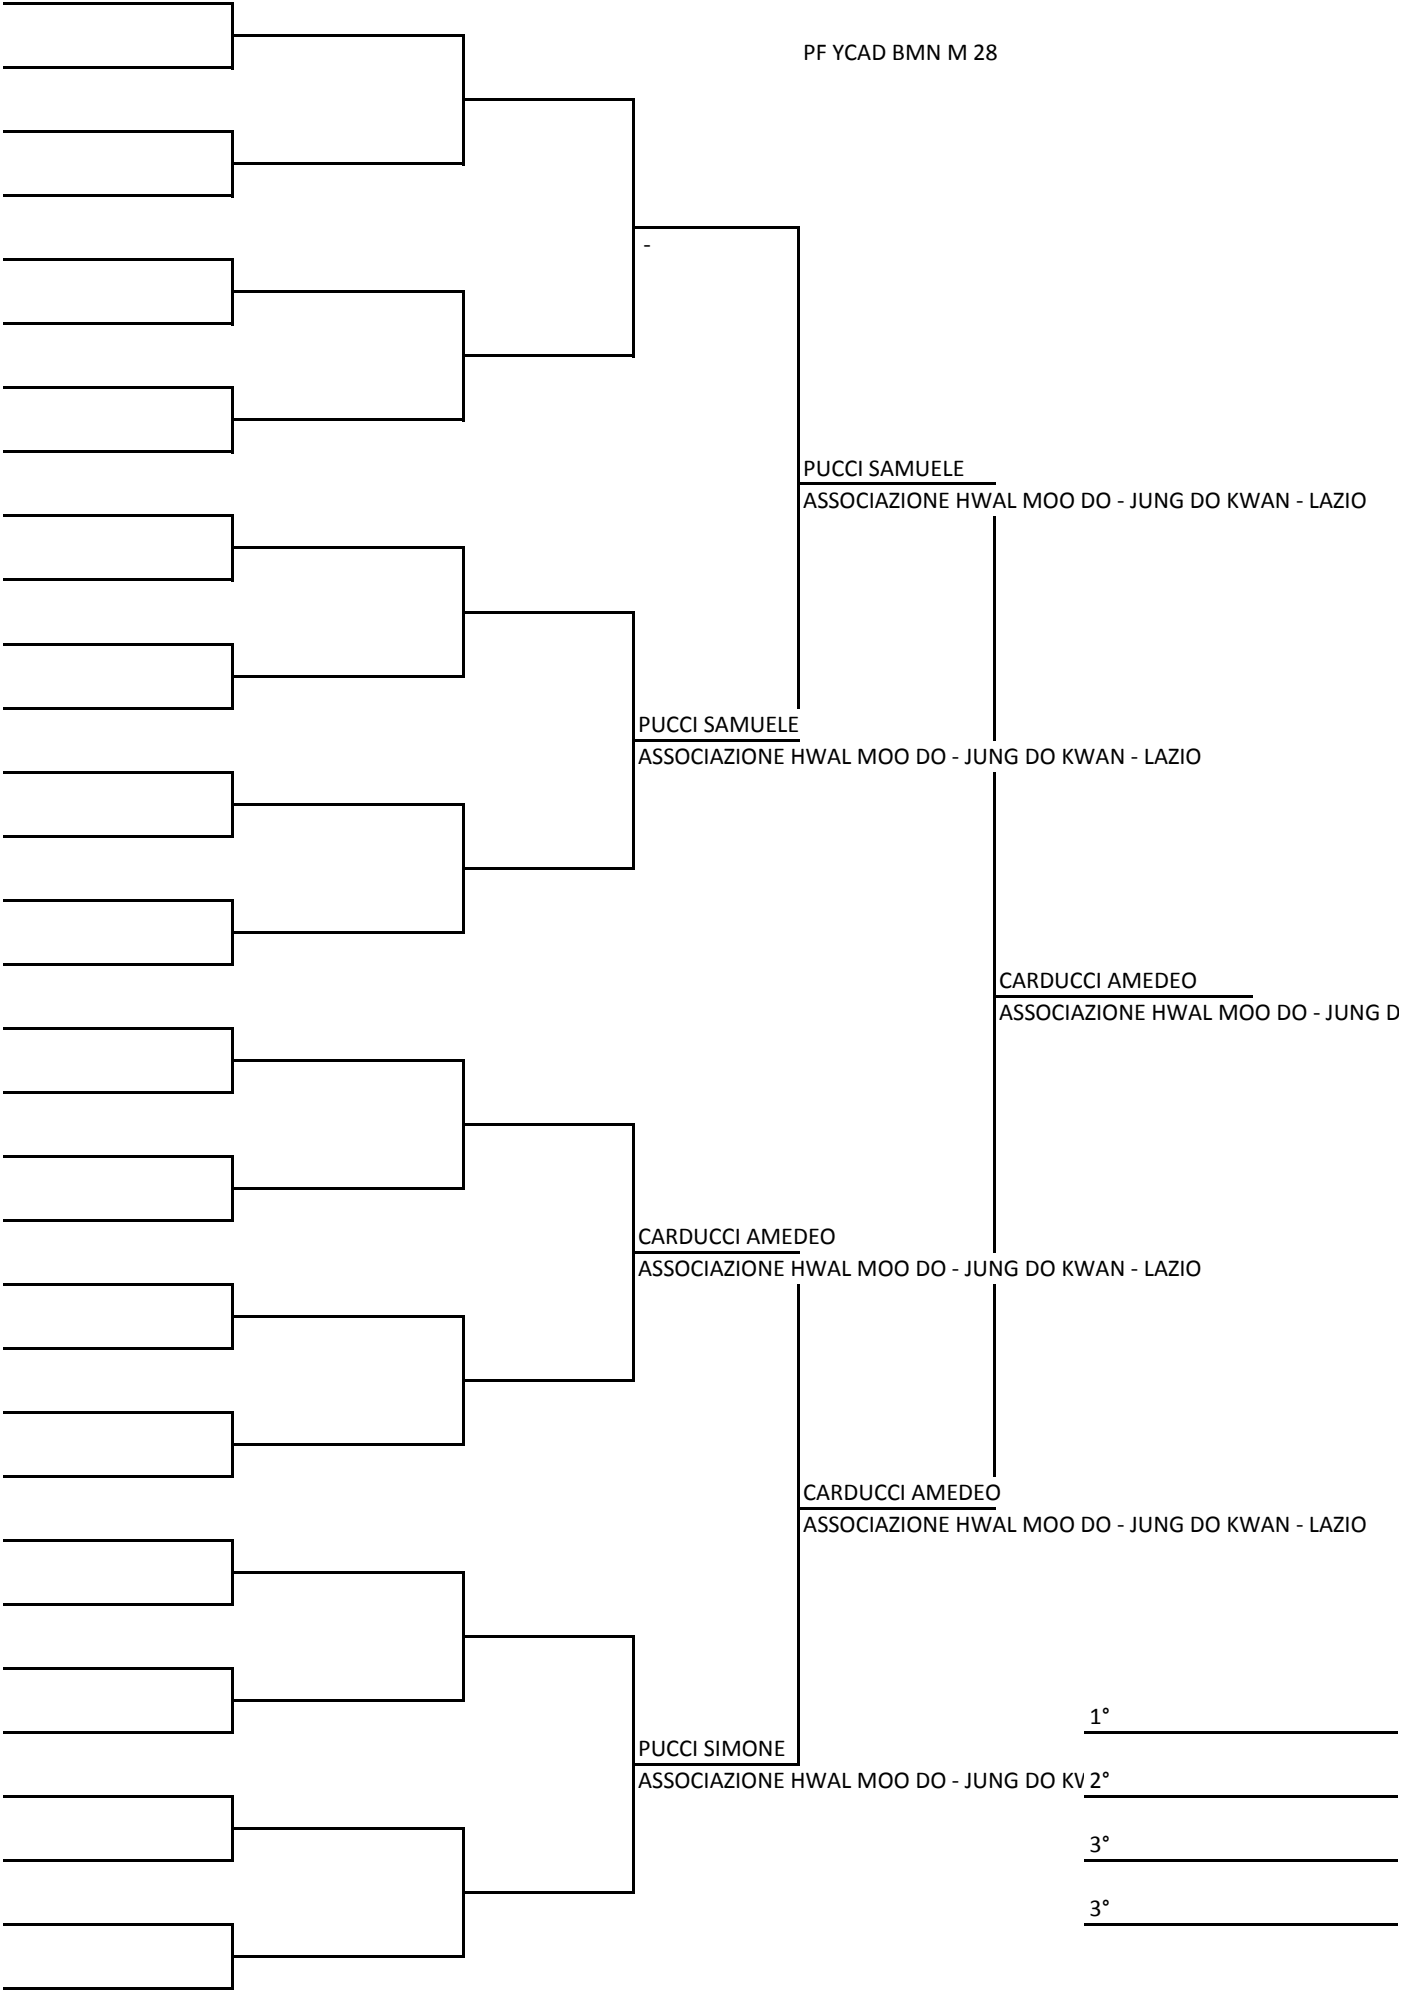 PF YCAD BMN M 28
-
PUCCI SAMUELE
ASSOCIAZIONE HWAL MOO DO - JUNG DO KWAN - LAZIO
PUCCI SAMUELE
ASSOCIAZIONE HWAL MOO DO - JUNG DO KWAN - LAZIO
CARDUCCI AMEDEO
ASSOCIAZIONE HWAL MOO DO - JUNG D
CARDUCCI AMEDEO
ASSOCIAZIONE HWAL MOO DO - JUNG DO KWAN - LAZIO
CARDUCCI AMEDEO
ASSOCIAZIONE HWAL MOO DO - JUNG DO KWAN - LAZIO
1°
PUCCI SIMONE
ASSOCIAZIONE HWAL MOO DO - JUNG DO KW
2°
3°
3°